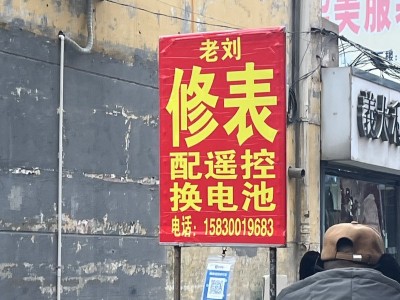 老刘
修表
配遥控
换电池
电话：15830019683
美服